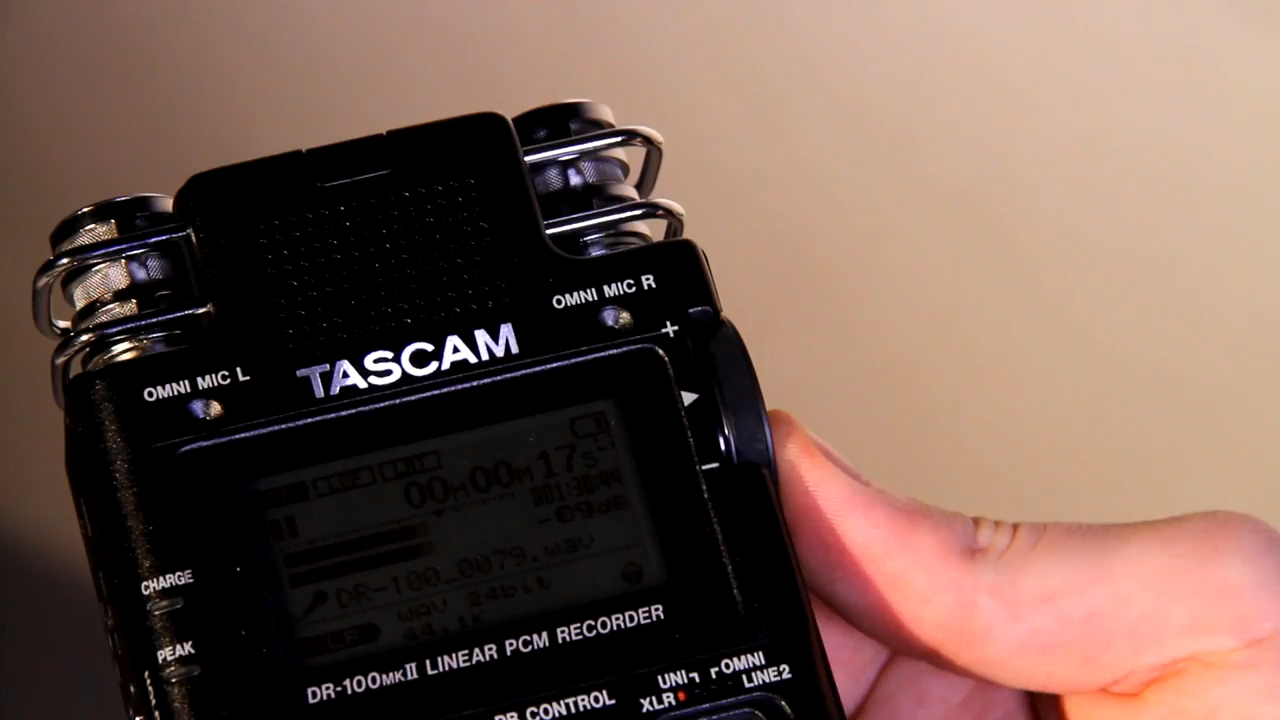 OMNI MIC R
+
TASCAM
OMNI MIC L
−
00H00M17s
-09dB
DR-100_0079.wav
WAV 24bit
44.1k
XLR
CHARGE
PEAK
DR-100MKII LINEAR PCM RECORDER
UNI OMNI
XLR LINE2
CONTROL